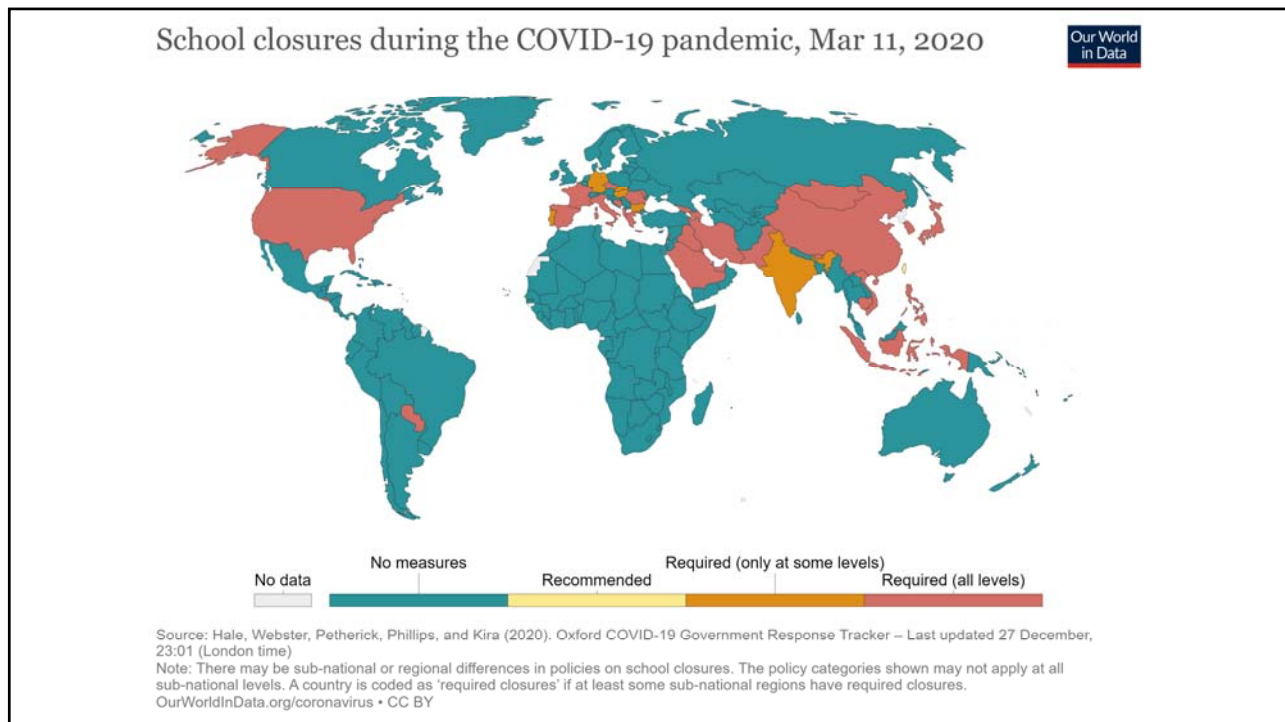 School closures during the COVID-19 pandemic, Mar 11, 2020
Our World
in Data
No data
No measures
Recommended
Required (only at some levels)
Required (all levels)
Source: Hale, Webster, Petherick, Phillips, and Kira (2020). Oxford COVID-19 Government Response Tracker – Last updated 27 December,
23:01 (London time)
Note: There may be sub-national or regional differences in policies on school closures. The policy categories shown may not apply at all
sub-national levels. A country is coded as 'required closures' if at least some sub-national regions have required closures.
OurWorldInData.org/coronavirus • CC BY